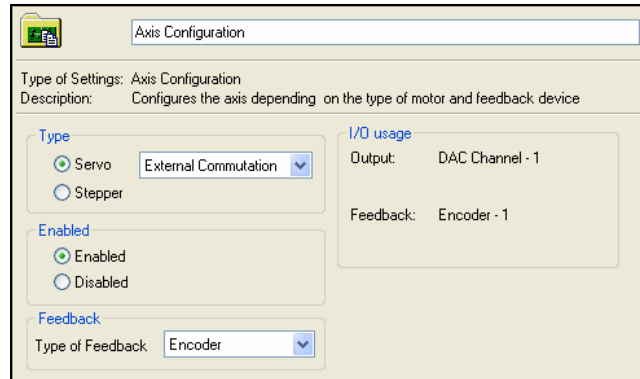 Axis Configuration
Type of Settings: Axis Configuration
Description: Configures the axis depending on the type of motor and feedback device
Type
Servo External Commutation
Stepper
Enabled
Enabled
Disabled
Feedback
Type of Feedback Encoder
I/O usage
Output: DAC Channel - 1
Feedback: Encoder - 1